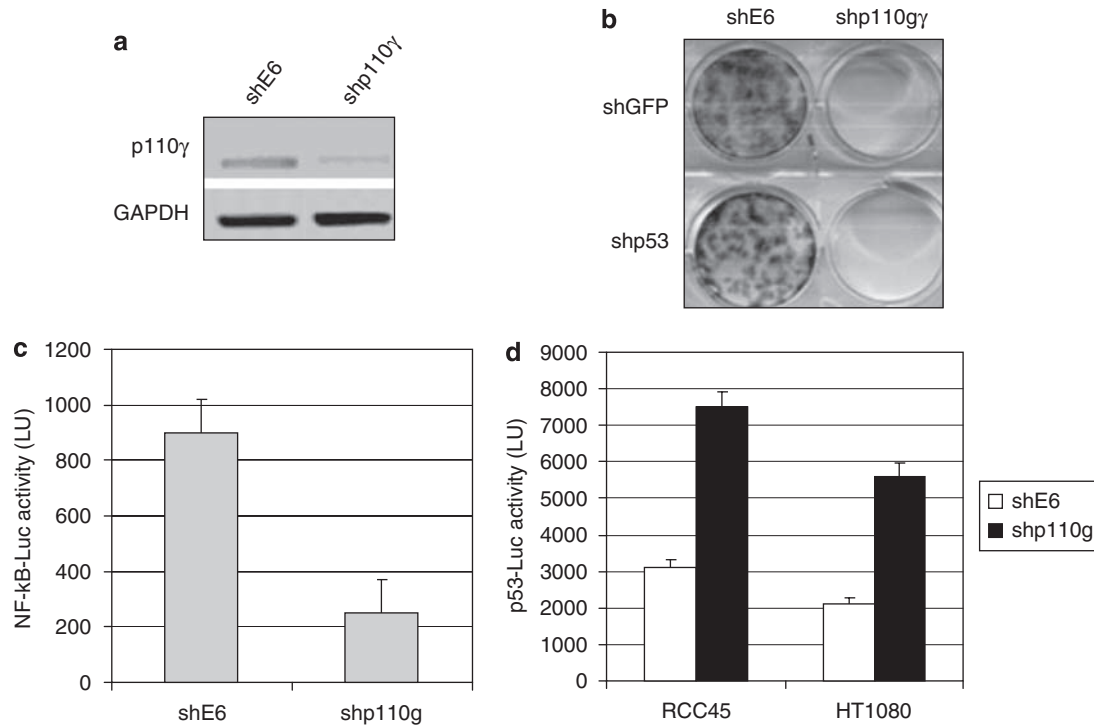 a
shE6
shp110γ
p110γ
GAPDH
b
shE6
shp110gγ
shGFP
shp53
c
NF-kB-Luc activity (LU)
1200
1000
800
600
400
200
0
shE6
shp110g
d
p53-Luc activity (LU)
9000
8000
7000
6000
5000
4000
3000
2000
1000
0
RCC45
HT1080
shE6
shp110g